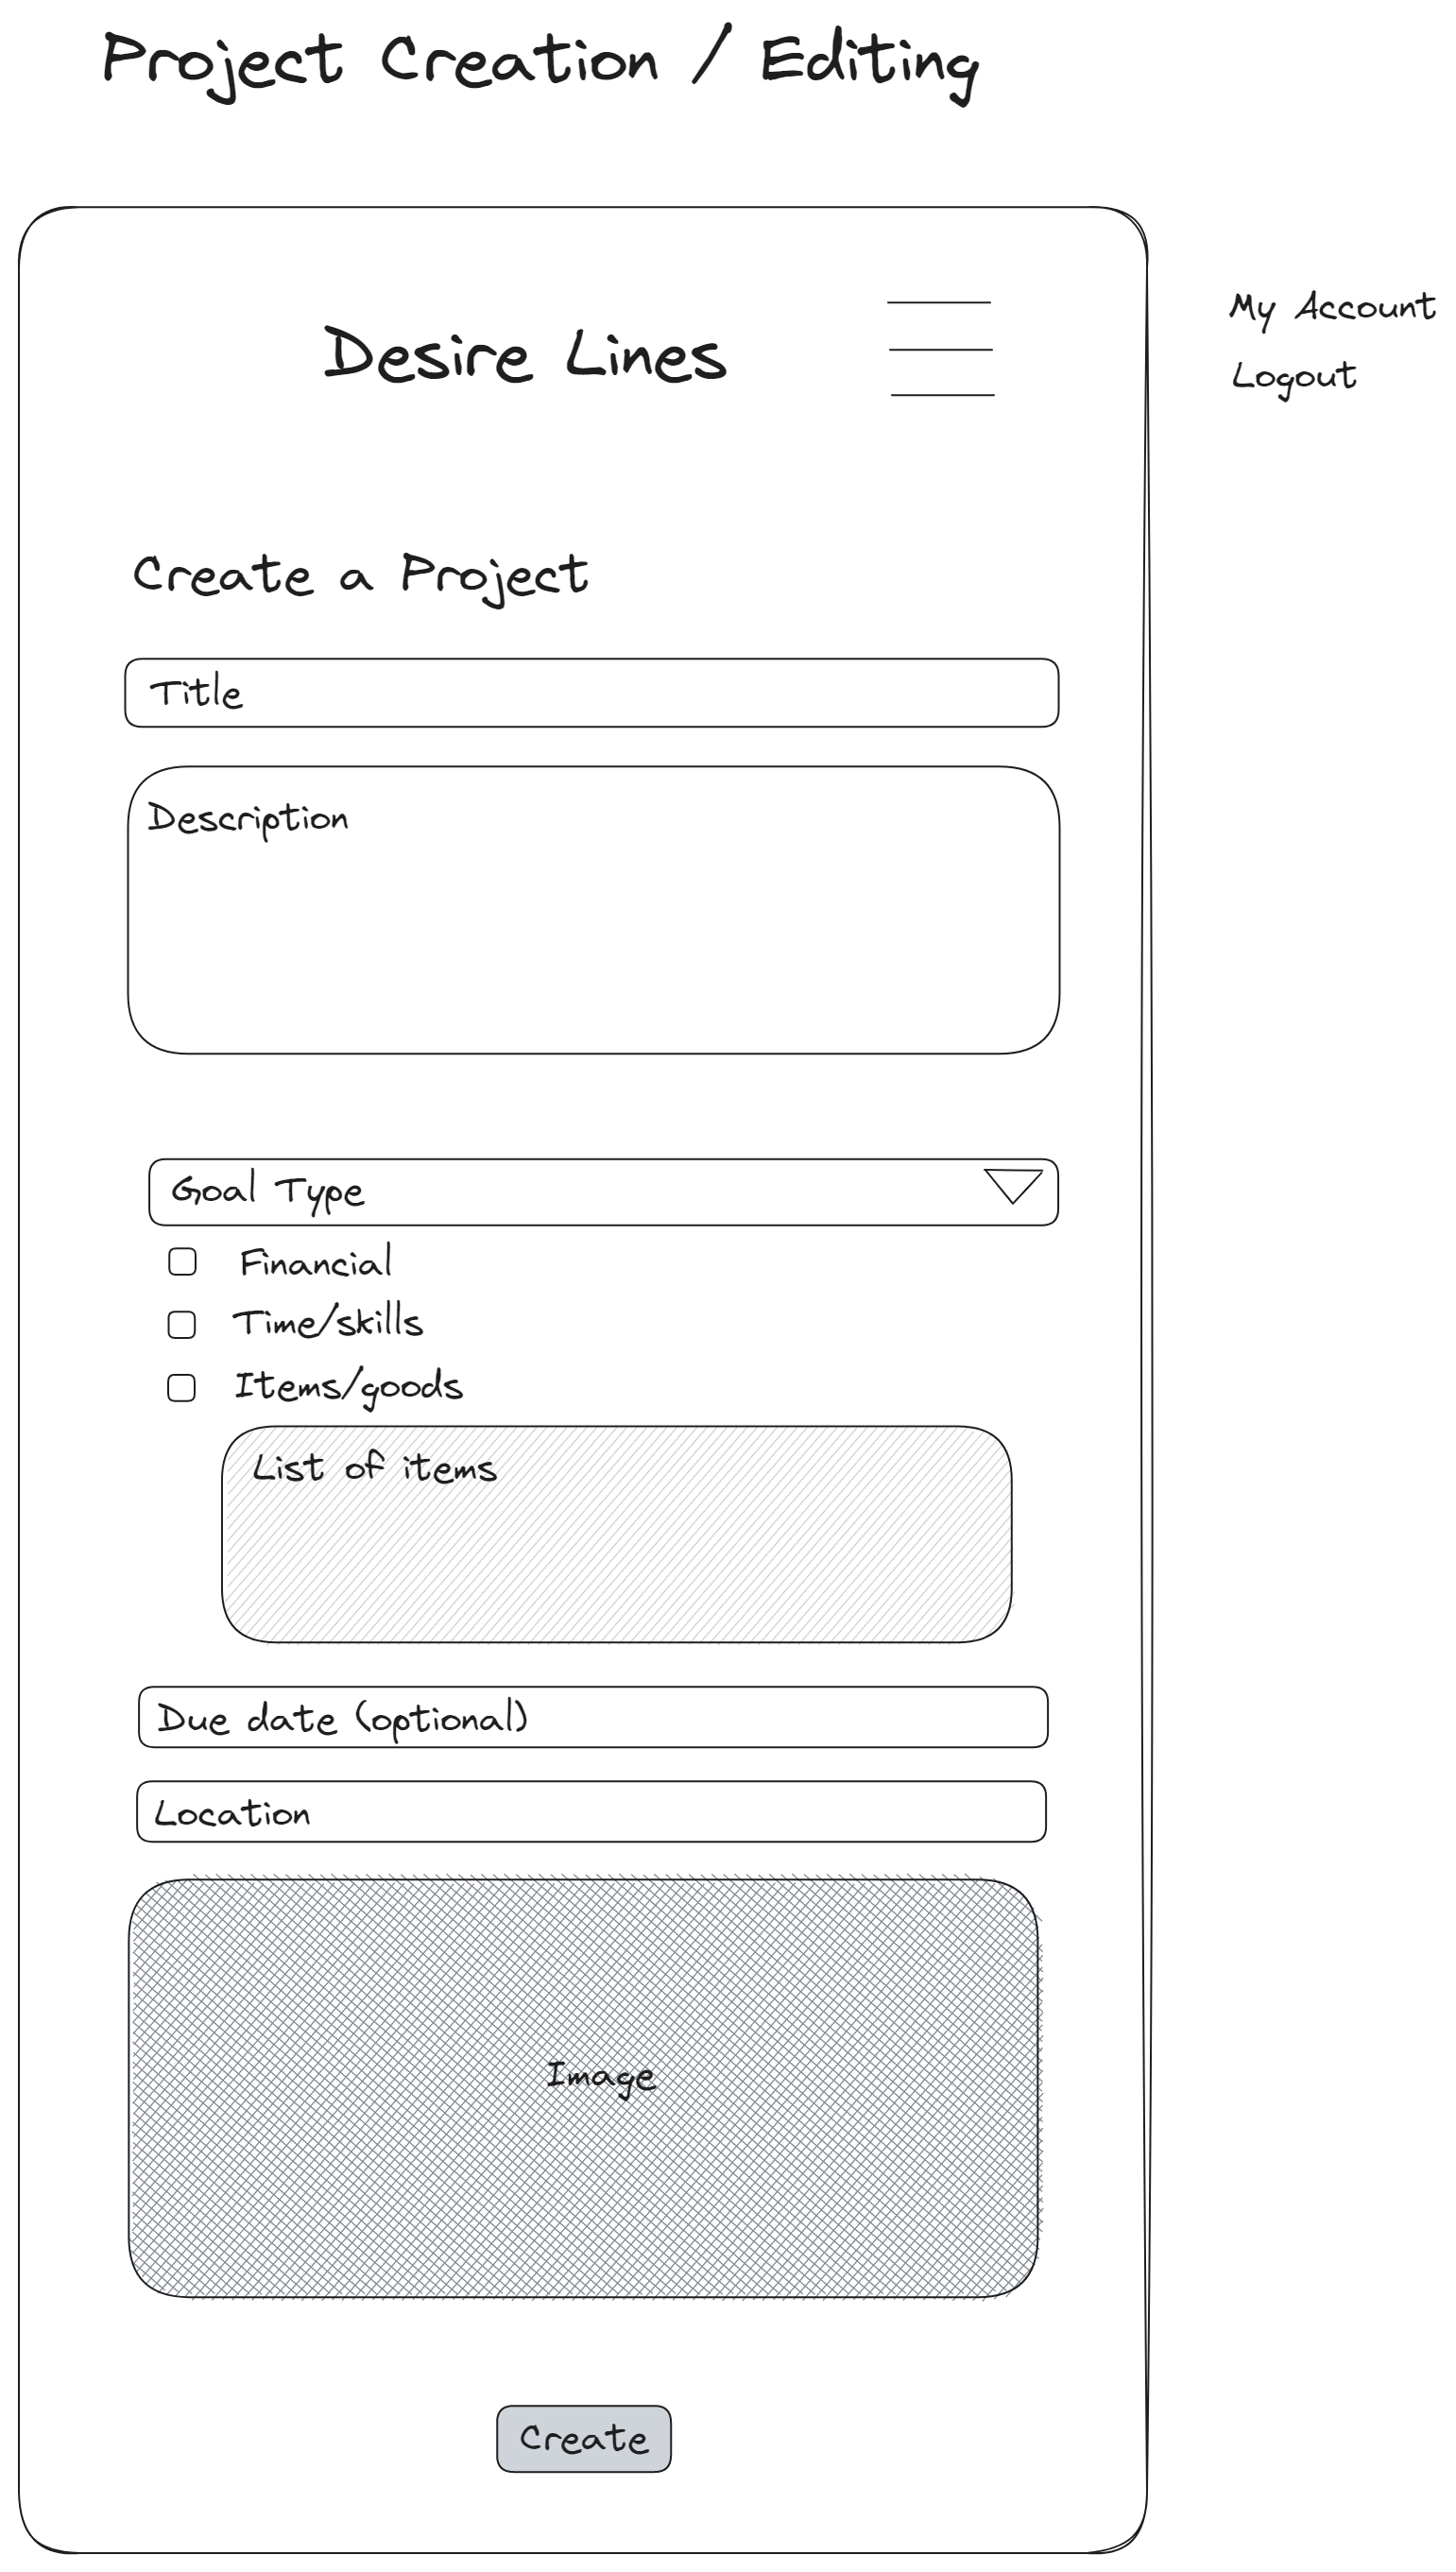 Project Creation / Editing
Desire Lines
My Account
Logout
Create a Project
Title
Description
Goal Type
Financial
Time/skills
Items/goods
List of items
Due date (optional)
Location
Image
Create